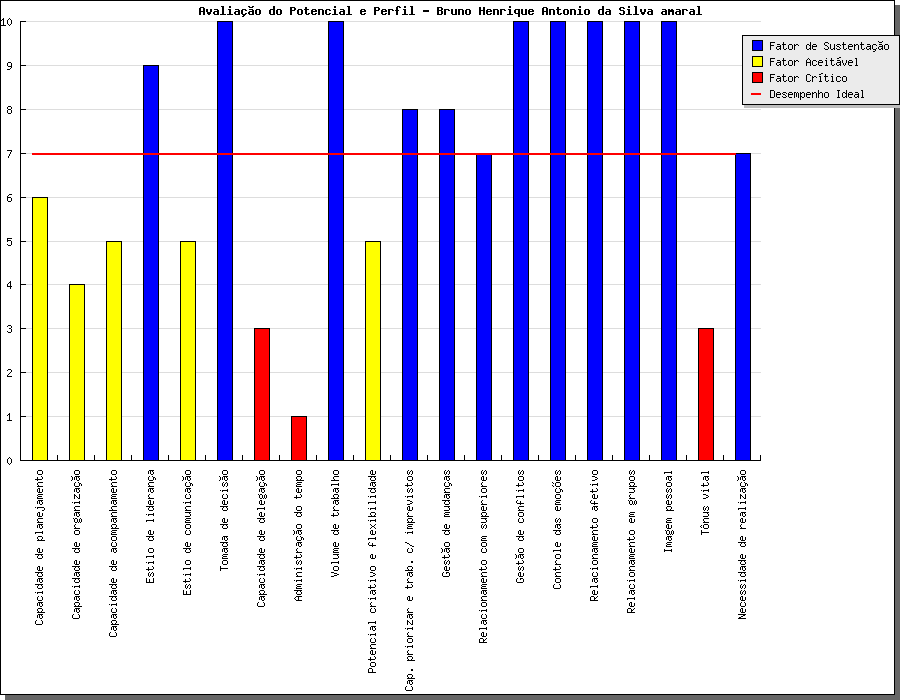 Avaliação do Potencial e Perfil - Bruno Henrique Antonio da Silva amaral
Fator de Sustentação
Fator Aceitável
Fator Crítico
Desempenho Ideal
10
9
8
7
6
5
4
3
2
1
0
Capacidade de planejamento
Capacidade de organização
Capacidade de acompanhamento
Estilo de liderança
Estilo de comunicação
Tomada de decisão
Capacidade de delegação
Administração do tempo
Volume de trabalho
Potencial criativo e flexibilidade
Cap. priorizar e trab. c/ imprevistos
Gestão de mudanças
Relacionamento com superiores
Gestão de conflitos
Controle das emoções
Relacionamento afetivo
Relacionamento em grupos
Imagem pessoal
Tônus vital
Necessidade de realização